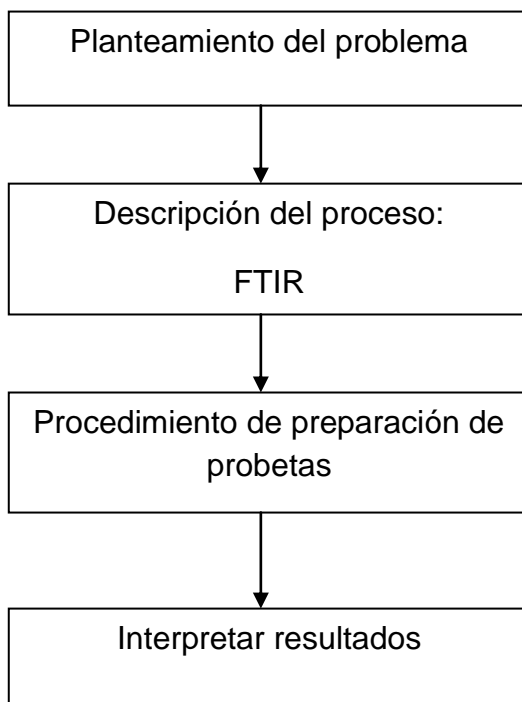 Planteamiento del problema
Descripción del proceso:
FTIR
Procedimiento de preparación de
probetas
Interpretar resultados